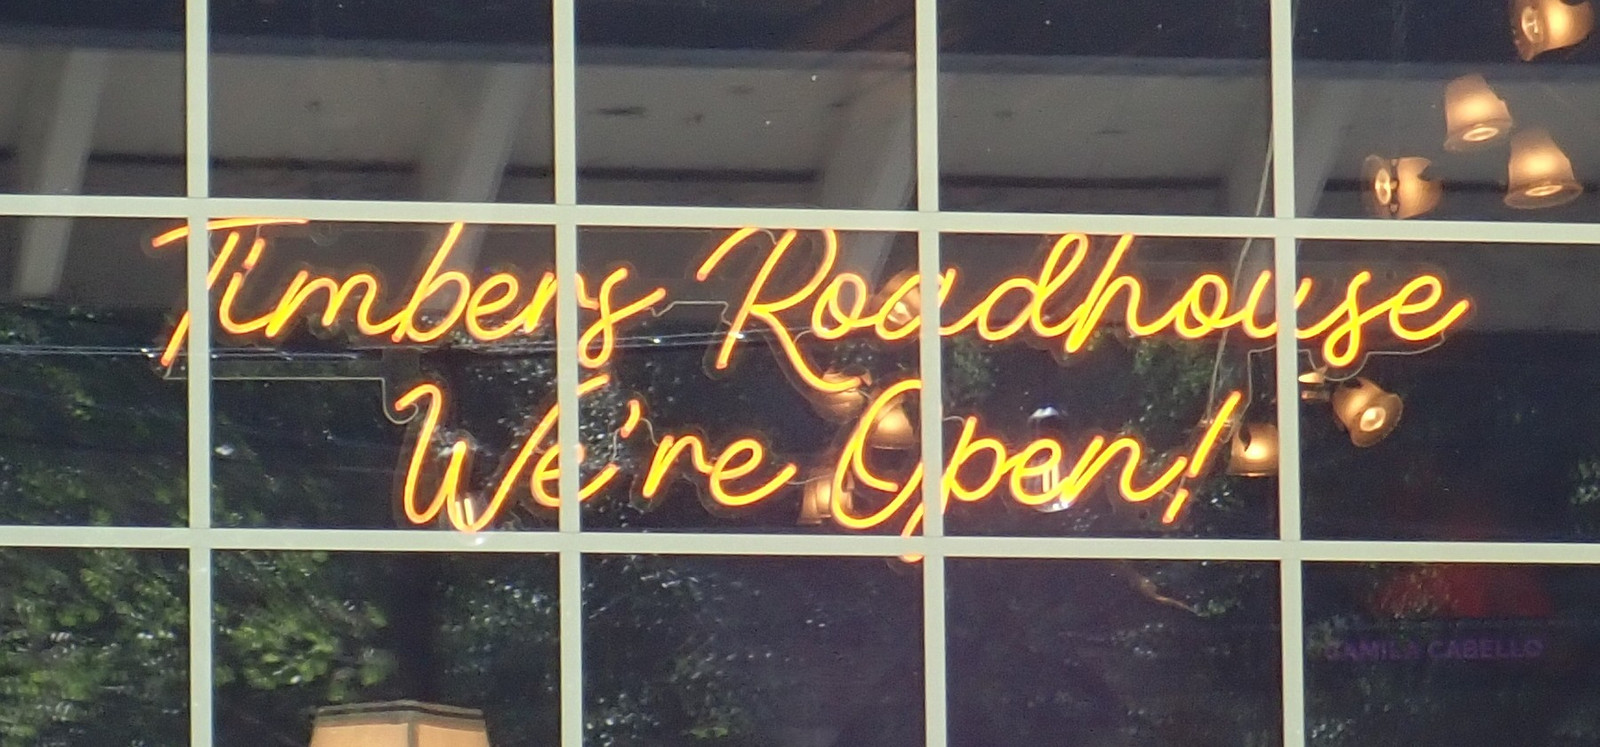 Timbers Roadhouse
We're Open!
CAMILA CABELLO